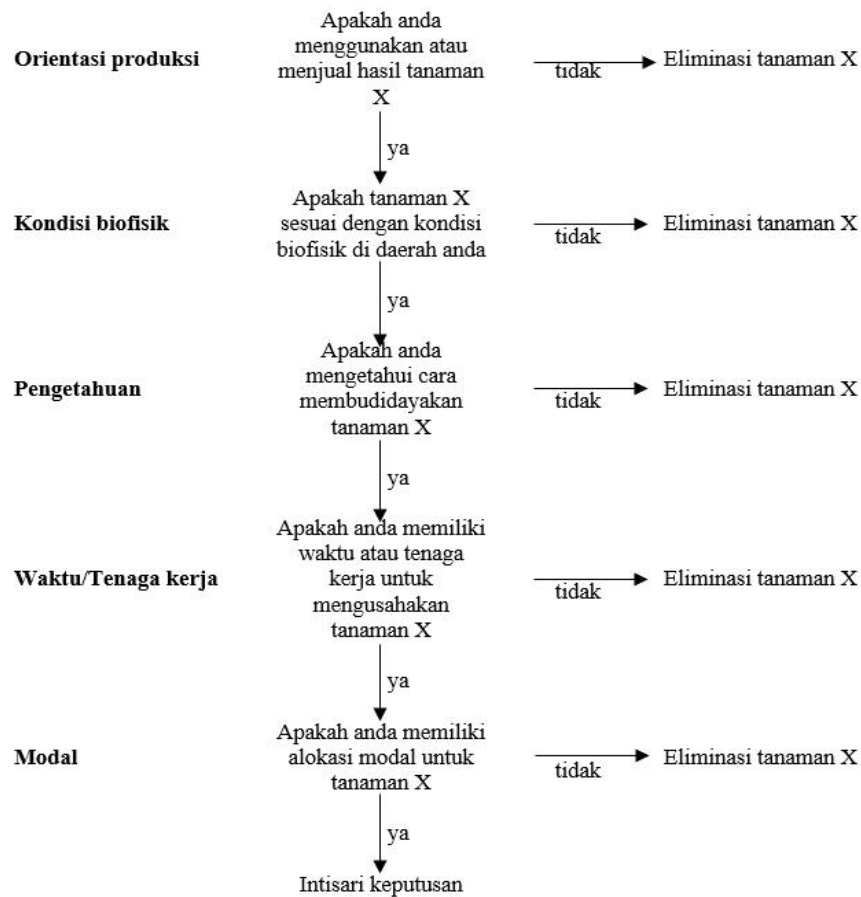 Orientasi produksi
Apakah anda
menggunakan atau
menjual hasil tanaman
X
tidak
Eliminasi tanaman X
ya
Kondisi biofisik
Apakah tanaman X
sesuai dengan kondisi
biofisik di daerah anda
tidak
Eliminasi tanaman X
ya
Pengetahuan
Apakah anda
mengetahui cara
membudidayakan
tanaman X
tidak
Eliminasi tanaman X
ya
Waktu/Tenaga kerja
Apakah anda memiliki
waktu atau tenaga
kerja untuk
mengusahakan
tanaman X
tidak
Eliminasi tanaman X
ya
Modal
Apakah anda memiliki
alokasi modal untuk
tanaman X
tidak
Eliminasi tanaman X
ya
Intisari keputusan